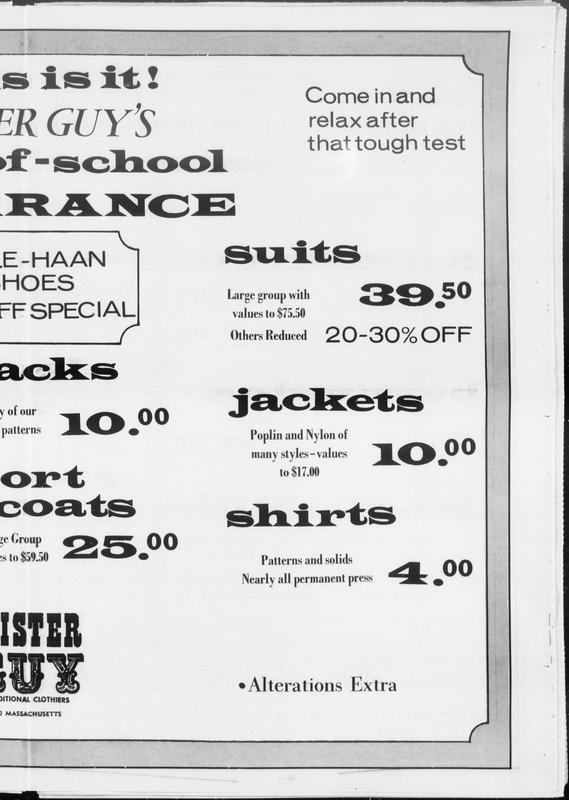 s is it!
ER GUY'S
of-school
RANCE
Come in and
relax after
that tough test
E-HAAN
SHOES
FF SPECIAL
suits
Large group with
values to $75.50
39.50
Others Reduced 20-30% OFF
acks
y of our
patterns
10.00
jackets
Poplin and Nylon of
many styles-values
to $17.00
10.00
ort
coats
ge Group
es to $59.50
25.00
shirts
Patterns and solids
Nearly all permanent press
4.00
ISTER
GUY
DITIONAL CLOTHIERS
O MASSACHUSETTS
•Alterations Extra